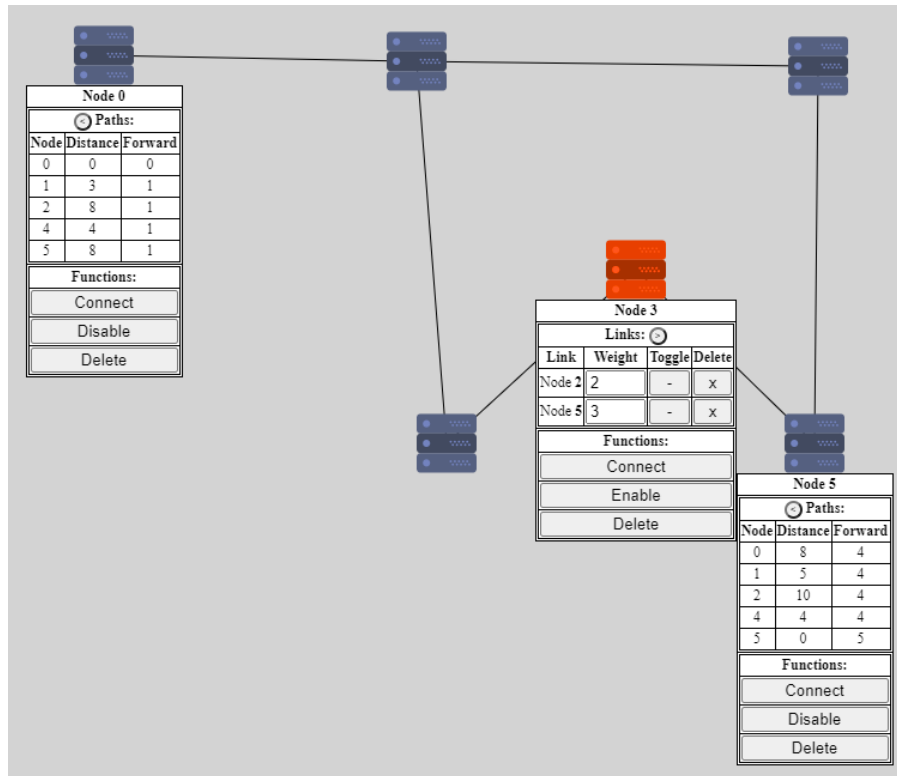 Node 0
< Paths:
Node Distance Forward
0 0 0
1 3 1
2 8 1
4 4 1
5 8 1
Functions:
Connect
Disable
Delete
Node 3
Links: >
Link Weight Toggle Delete
Node 2 2 - x
Node 5 3 - x
Functions:
Connect
Enable
Delete
Node 5
< Paths:
Node Distance Forward
0 8 4
1 5 4
2 10 4
4 4 4
5 0 5
Functions:
Connect
Disable
Delete